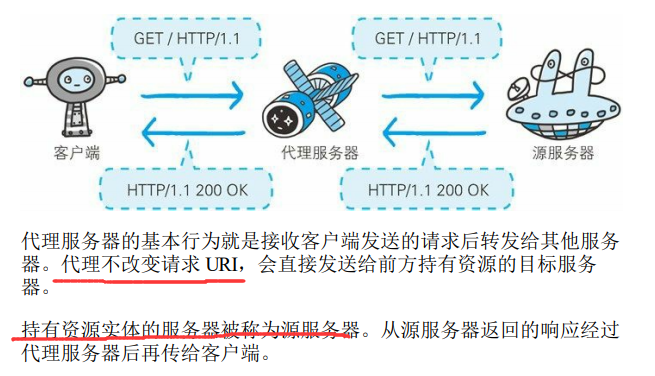 GET / HTTP/1.1
GET / HTTP/1.1
客户端
代理服务器
源服务器
HTTP/1.1 200 OK
HTTP/1.1 200 OK
代理服务器的基本行为就是接收客户端发送的请求后转发给其他服务
器。代理不改变请求 URI，会直接发送给前方持有资源的目标服务
器。
持有资源实体的服务器被称为源服务器。从源服务器返回的响应经过
代理服务器后再传给客户端。